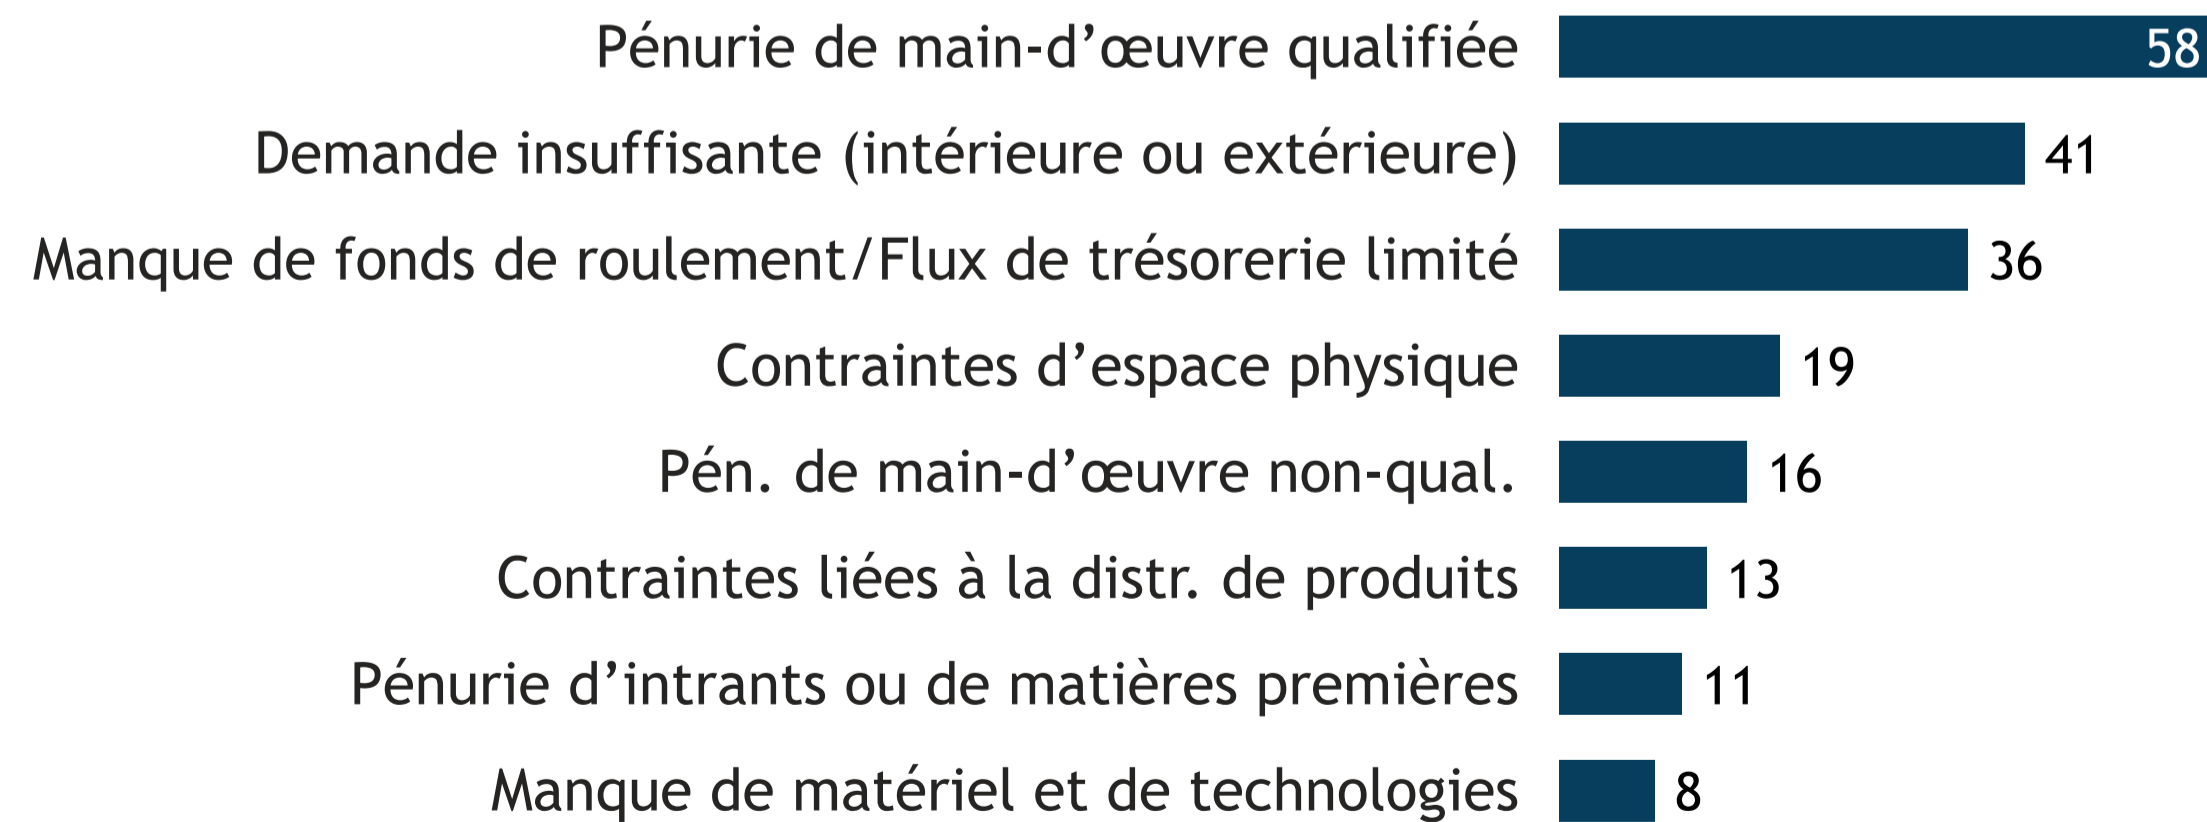 Pénurie de main-d’œuvre qualifiée 58
Demande insuffisante (intérieure ou extérieure) 41
Manque de fonds de roulement/Flux de trésorerie limité 36
Contraintes d’espace physique 19
Pén. de main-d’œuvre non-qual. 16
Contraintes liées à la distr. de produits 13
Pénurie d’intrants ou de matières premières 11
Manque de matériel et de technologies 8